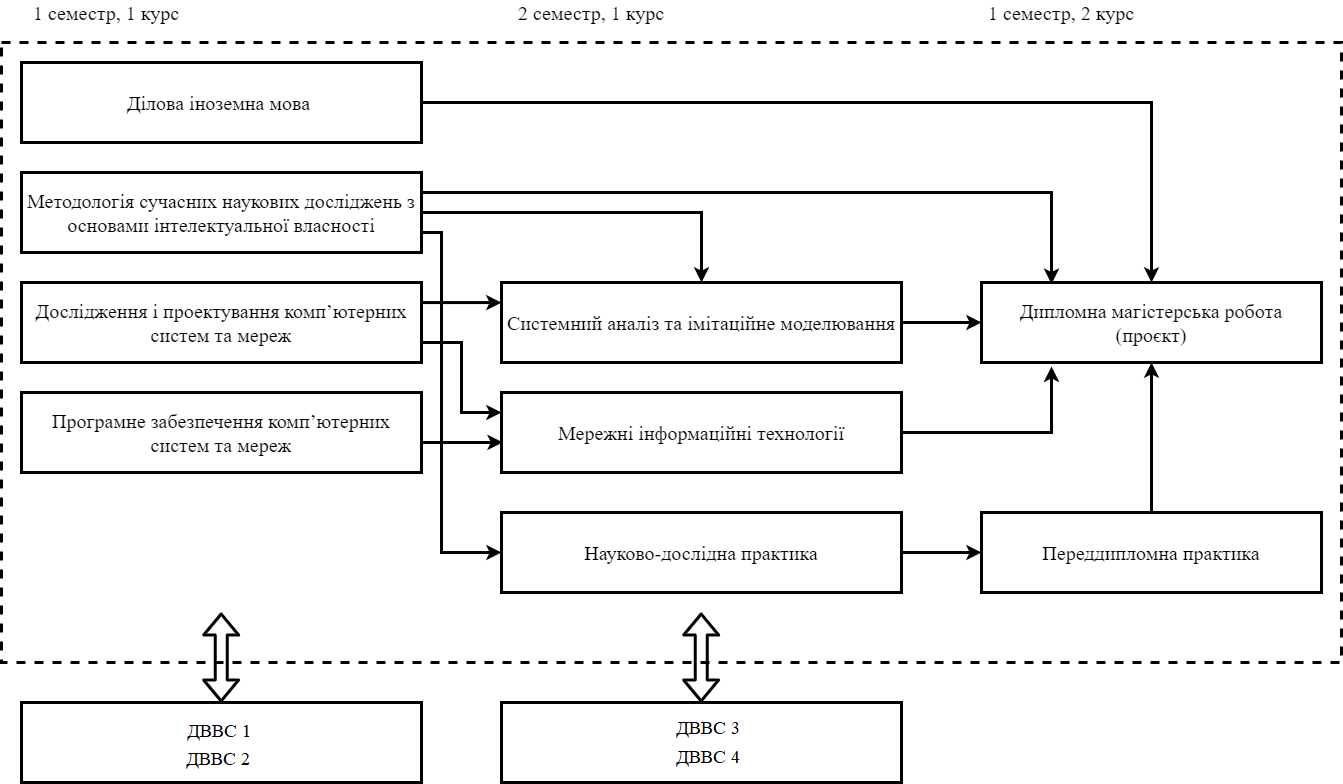 1 семестр, 1 курс
2 семестр, 1 курс
1 семестр, 2 курс
Ділова іноземна мова
Методологія сучасних наукових досліджень з
основами інтелектуальної власності
Дослідження і проектування комп’ютерних
систем та мереж
Системний аналіз та імітаційне моделювання
Дипломна магістерська робота
(проєкт)
Програмне забезпечення комп’ютерних
систем та мереж
Мережні інформаційні технології
Науково-дослідна практика
Переддипломна практика
ДВВС 1
ДВВС 2
ДВВС 3
ДВВС 4